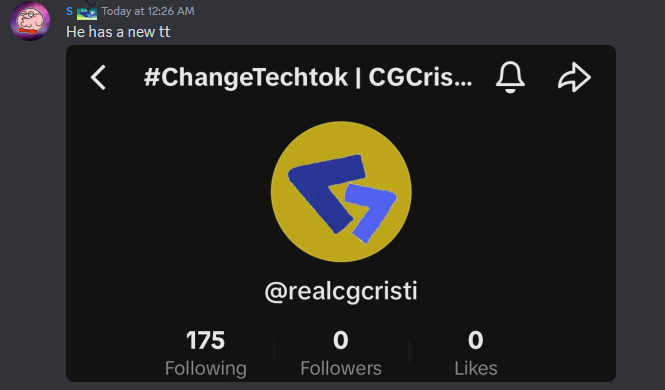 S Today at 12:26 AM
He has a new tt
#ChangeTechtok | CGCris...
@realcgcristi
175 0 0
Following Followers Likes